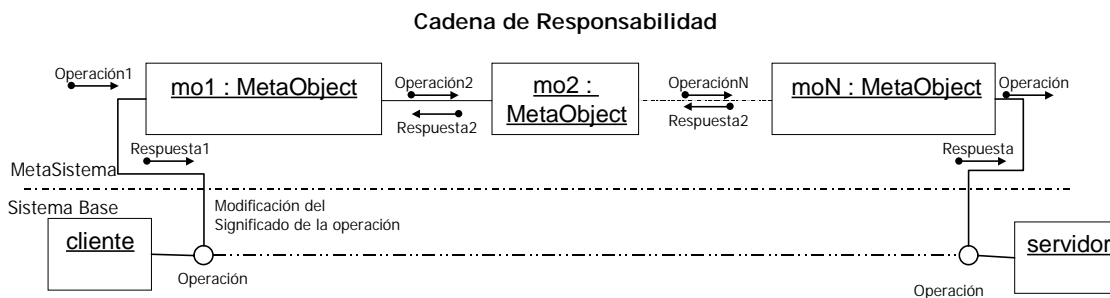 Cadena de Responsabilidad
Operación1
mo1 : MetaObject
Operación2
Respuesta2
mo2 :
MetaObject
OperaciónN
Respuesta2
moN : MetaObject
Operación
Respuesta1
Respuesta
MetaSistema
Sistema Base
Modificación del
Significado de la operación
cliente
Operación
servidor
Operación